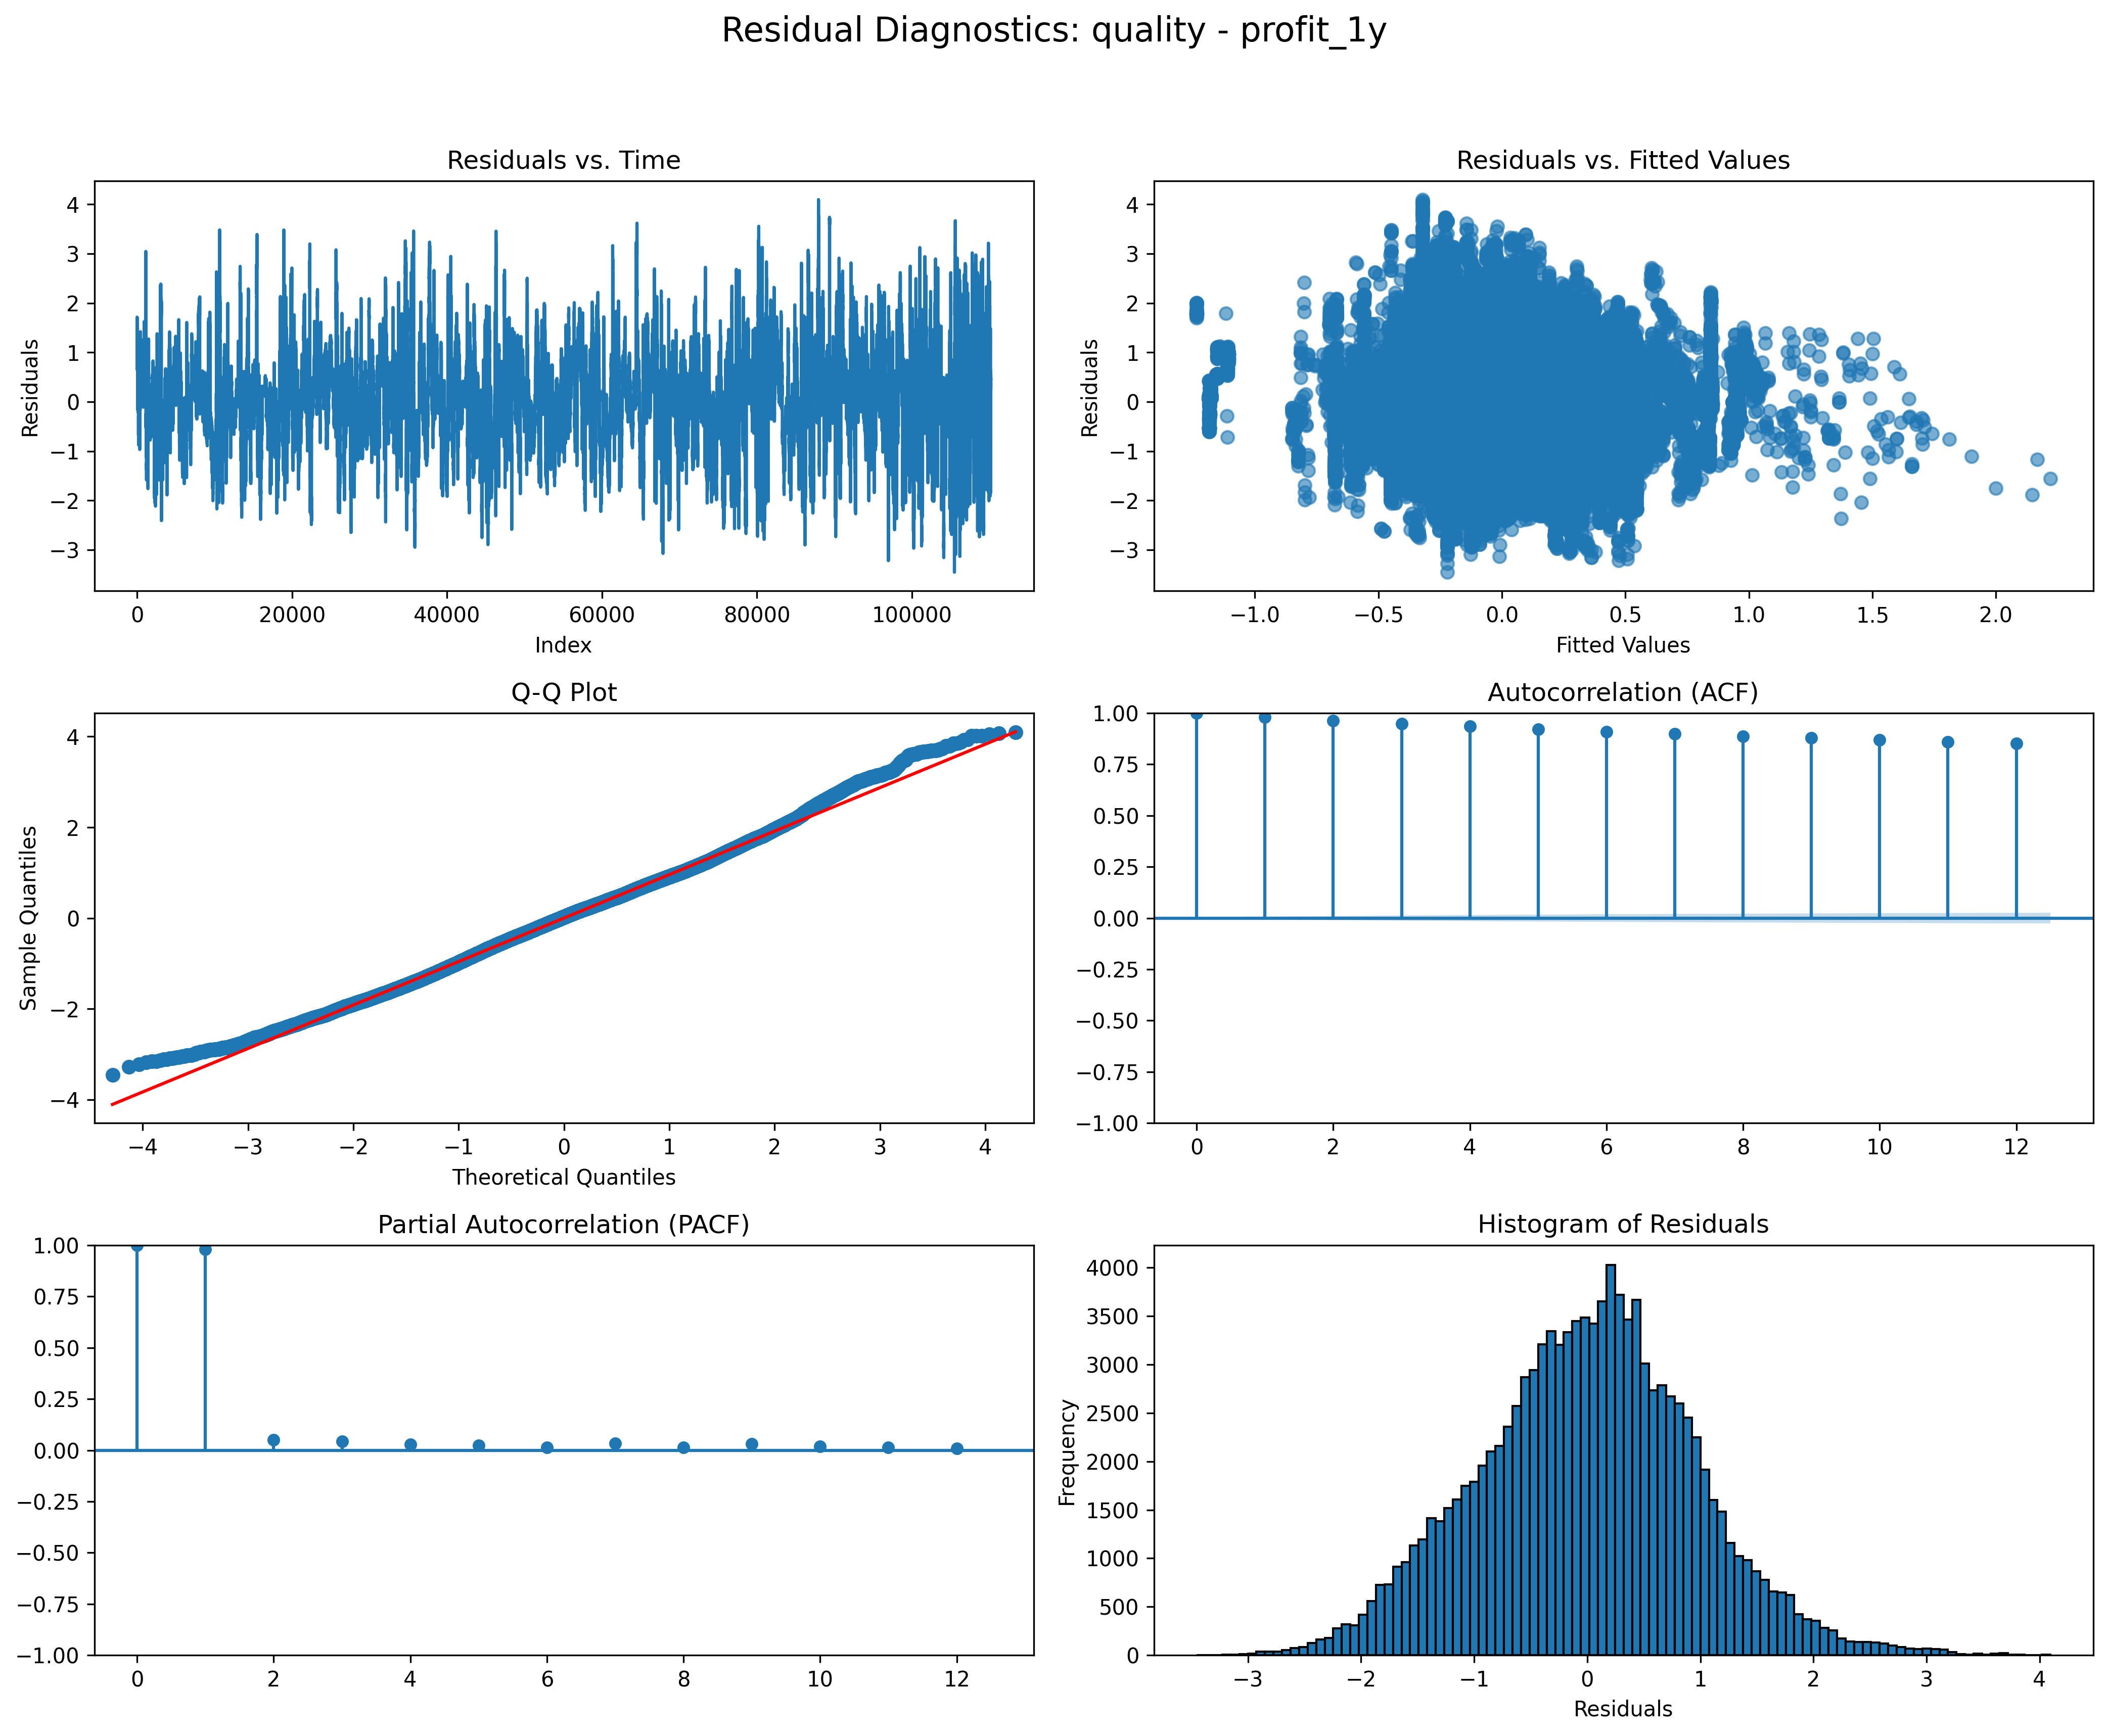 Residual Diagnostics: quality - profit_1y
Residuals vs. Time
Residuals
4
3
2
1
0
−1
−2
−3
0 20000 40000 60000 80000 100000
Index
Residuals vs. Fitted Values
Residuals
4
3
2
1
0
−1
−2
−3
−1.0 −0.5 0.0 0.5 1.0 1.5 2.0
Fitted Values
Q-Q Plot
Sample Quantiles
4
2
0
−2
−4
−4 −3 −2 −1 0 1 2 3 4
Theoretical Quantiles
Autocorrelation (ACF)
1.00
0.75
0.50
0.25
0.00
−0.25
−0.50
−0.75
−1.00
0 2 4 6 8 10 12
Partial Autocorrelation (PACF)
1.00
0.75
0.50
0.25
0.00
−0.25
−0.50
−0.75
−1.00
0 2 4 6 8 10 12
Histogram of Residuals
Frequency
4000
3500
3000
2500
2000
1500
1000
500
0
−3 −2 −1 0 1 2 3 4
Residuals